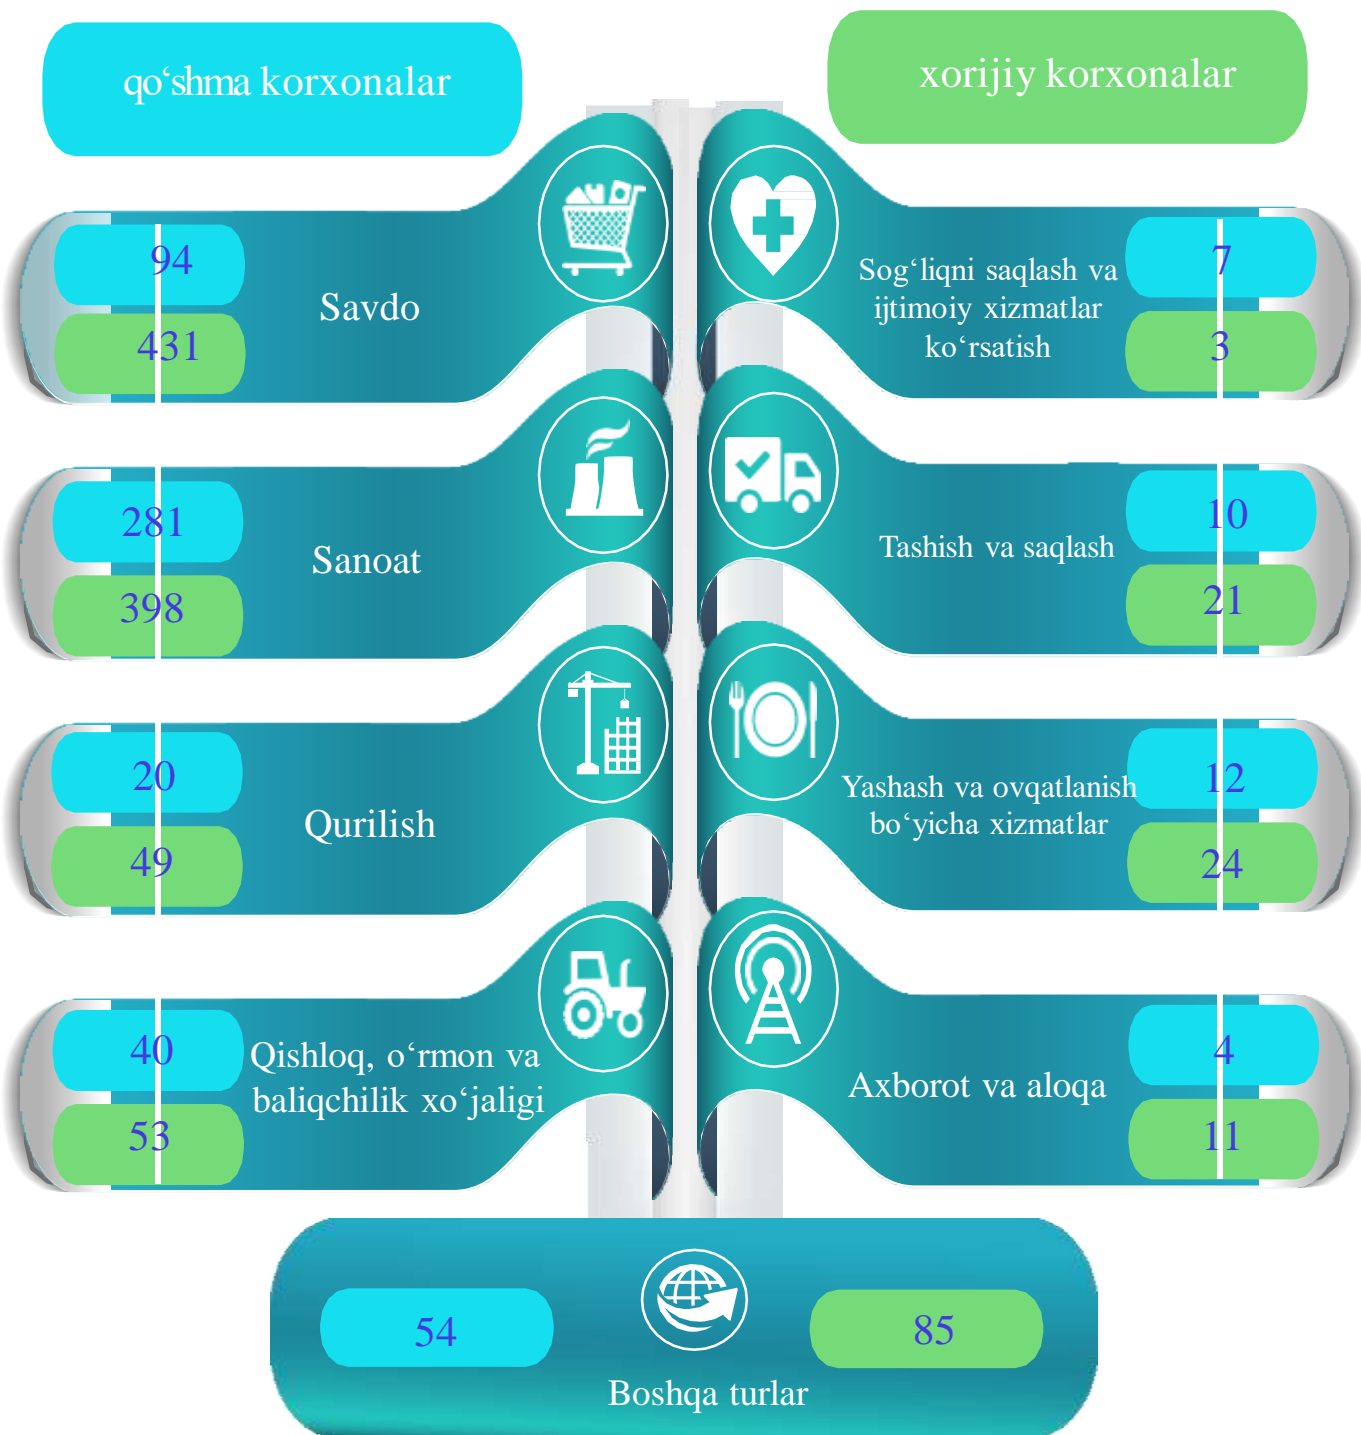 qo‘shma korxonalar
xorijiy korxonalar
94
431
Savdo
Sog‘liqni saqlash va
ijtimoiy xizmatlar
ko‘rsatish
7
3
281
398
Sanoat
Tashish va saqlash
10
21
20
49
Qurilish
Yashash va ovqatlanish
bo‘yicha xizmatlar
12
24
40
53
Qishloq, o‘rmon va
baliqchilik xo‘jaligi
Axborot va aloqa
4
11
54
85
Boshqa turlar